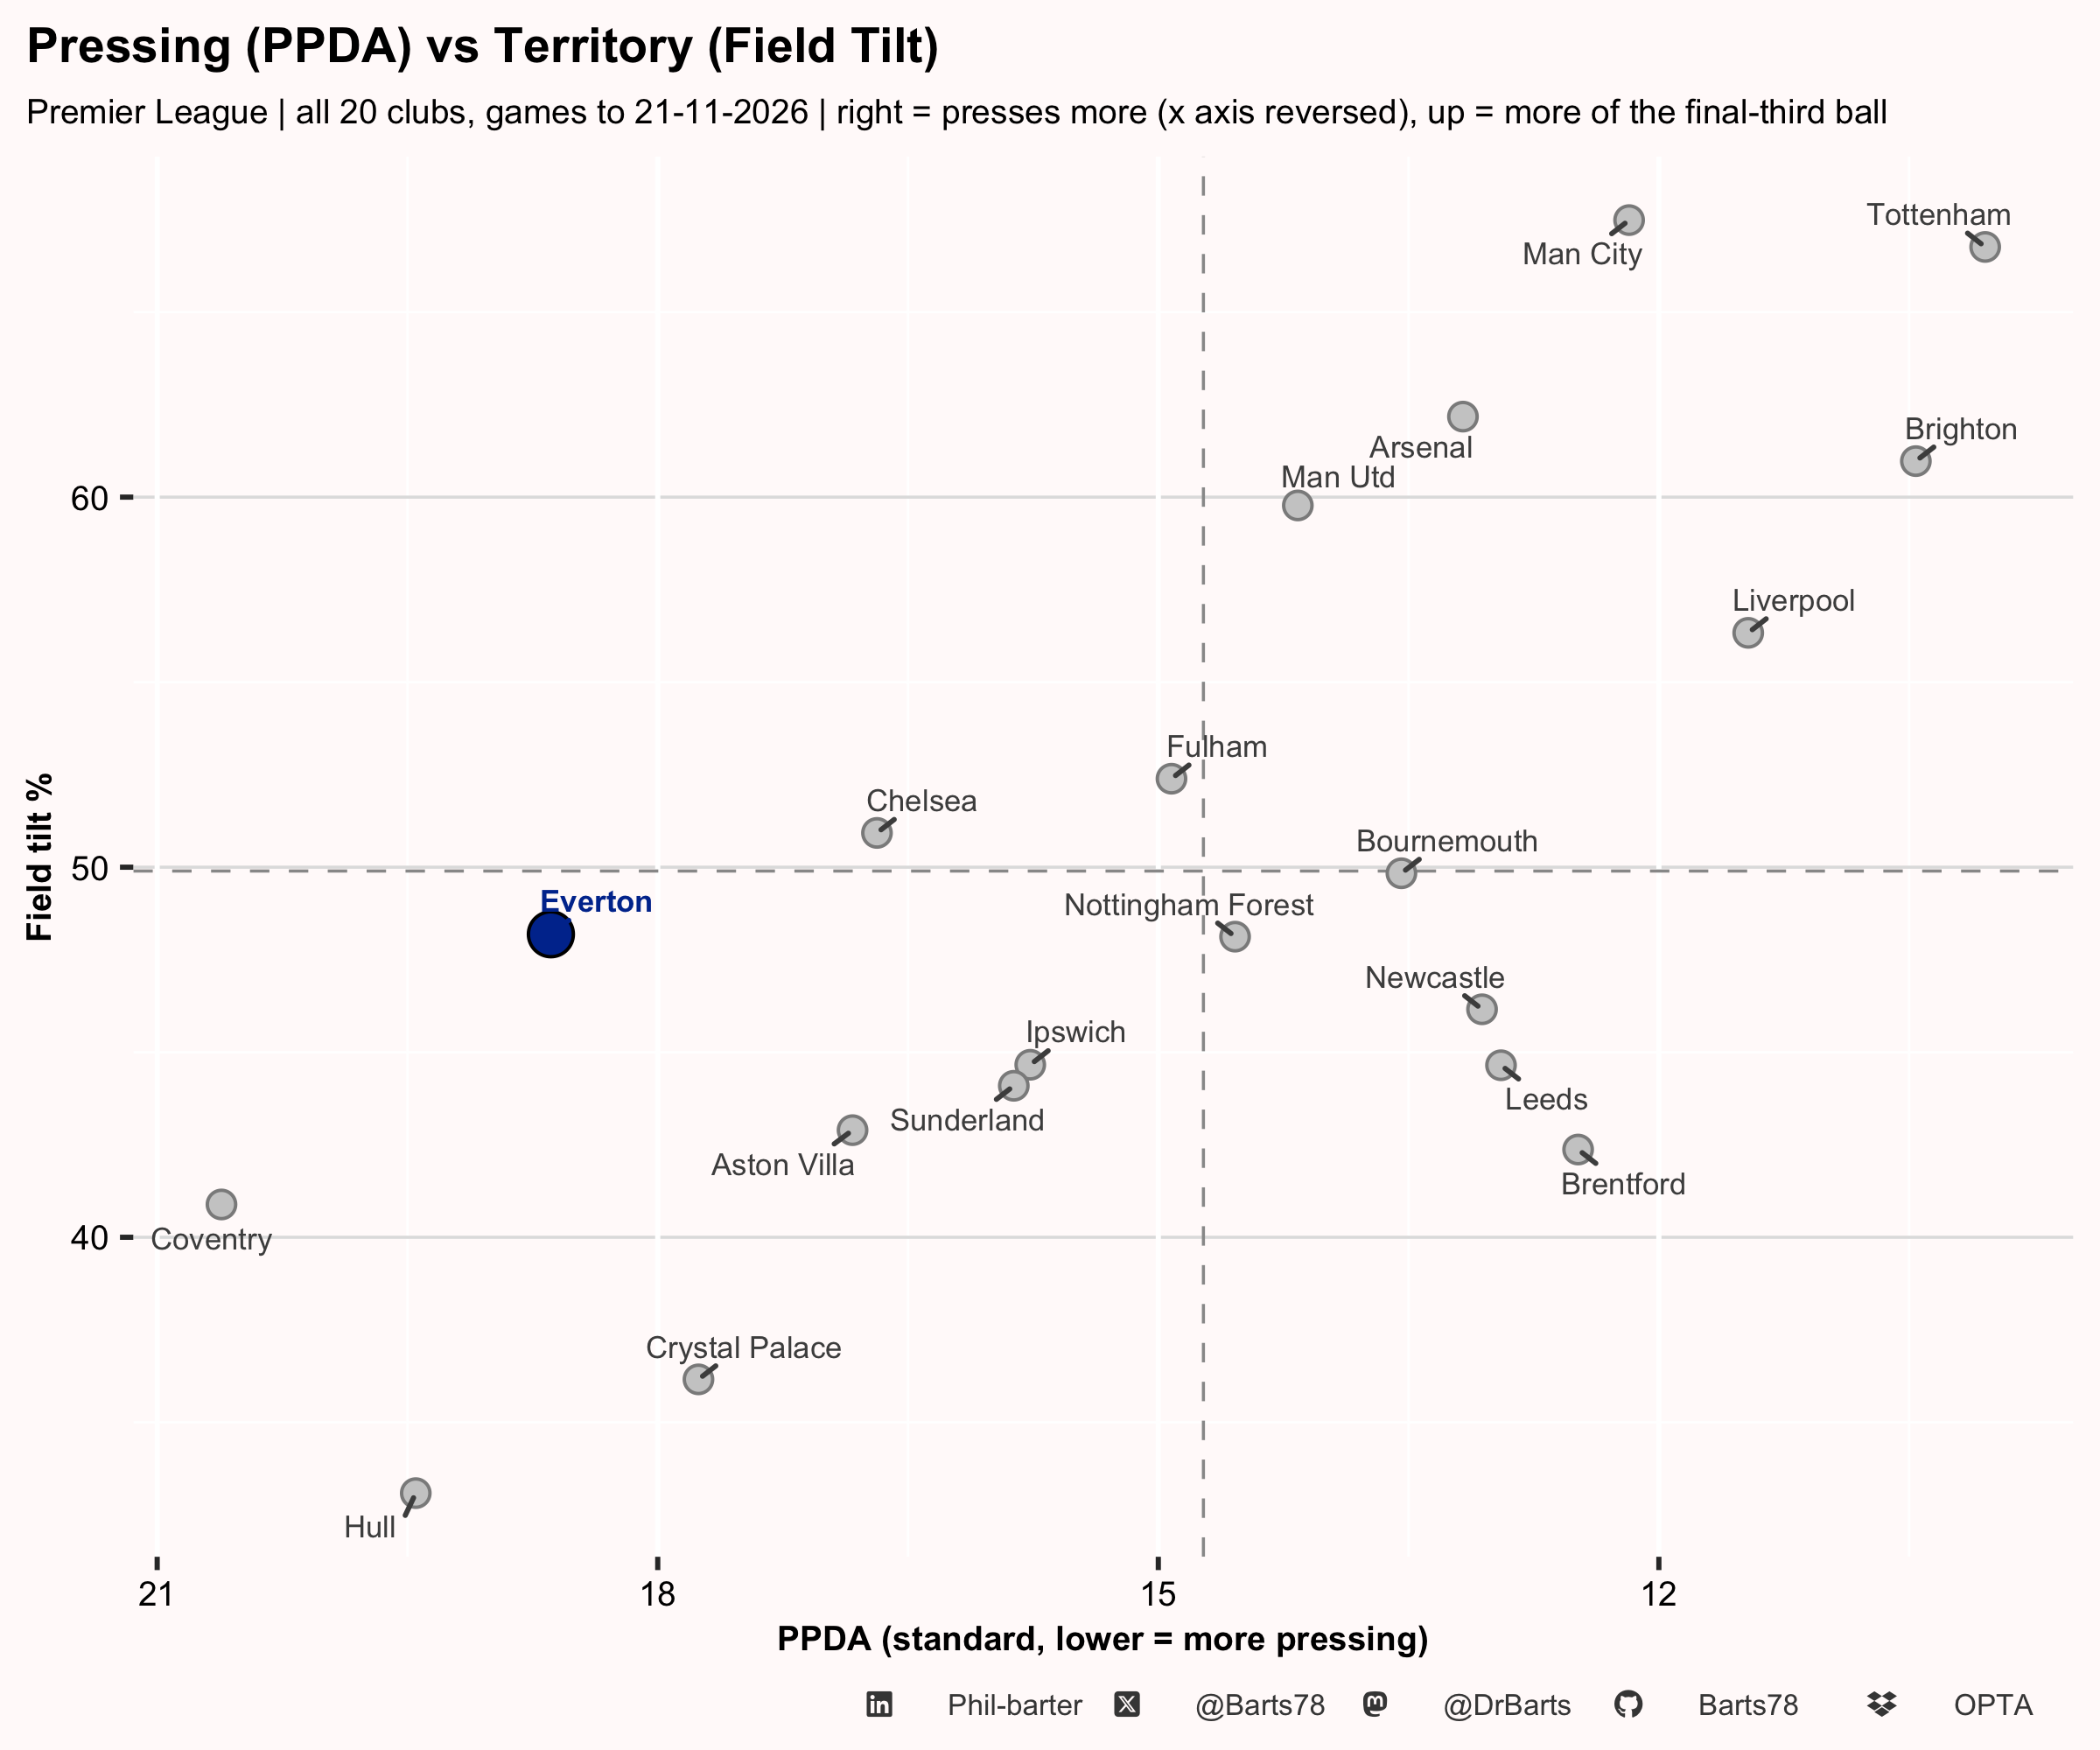 Pressing (PPDA) vs Territory (Field Tilt)
Premier League | all 20 clubs, games to 21-11-2026 | right = presses more (x axis reversed), up = more of the final-third ball
Tottenham
Man City
Brighton
Arsenal
Man Utd
60
Liverpool
Fulham
Chelsea
Bournemouth
50
Field tilt %
Everton
Nottingham Forest
Newcastle
Ipswich
Leeds
Sunderland
Aston Villa
Brentford
Coventry
40
Crystal Palace
Hull
21 18 15 12
PPDA (standard, lower = more pressing)
Phil-barter @Barts78 @DrBarts Barts78 OPTA